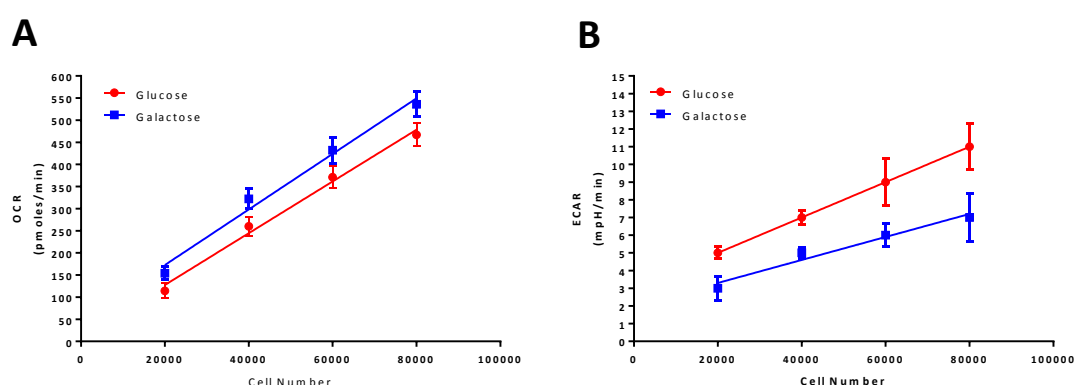 A
600
550
500
450
400
350
300
250
200
150
100
50
0
OCR
(pmoles/min)
Glucose
Galactose
0 20000 40000 60000 80000 100000
Cell Number
B
15
14
13
12
11
10
9
8
7
6
5
4
3
2
1
0
ECAR
(mpH/min)
Glucose
Galactose
0 20000 40000 60000 80000 100000
Cell Number